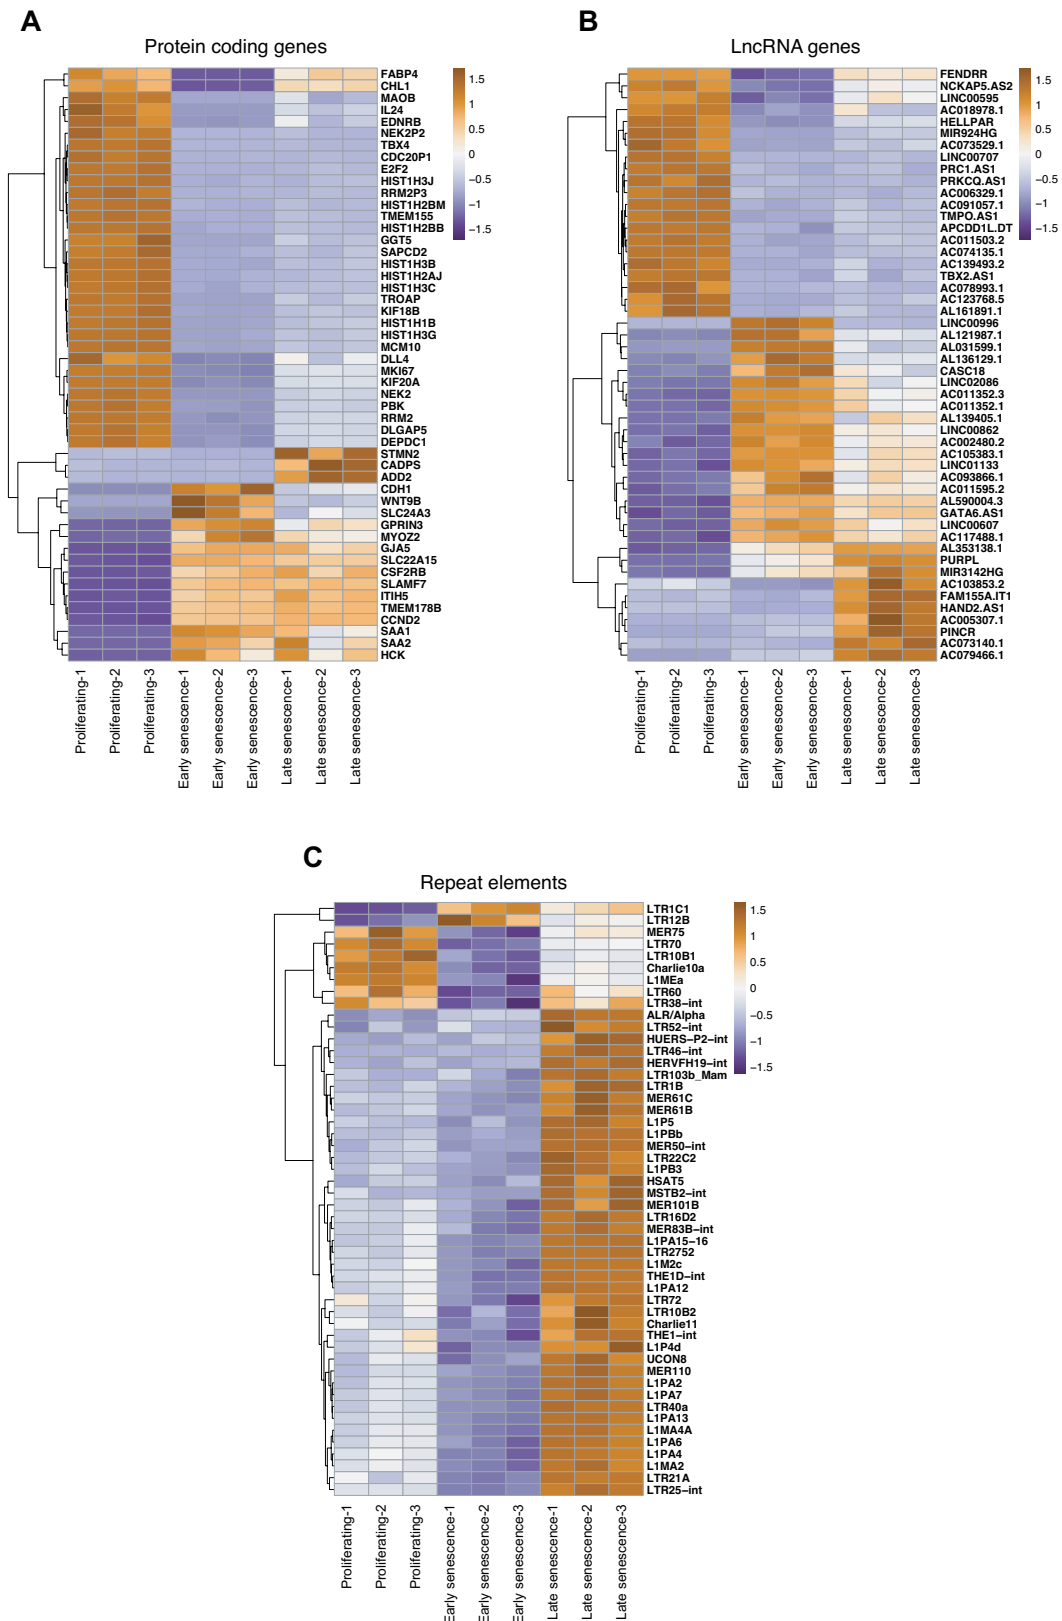 A
Protein coding genes
FABP4
CHL1
MAOB
IL24
EDNRB
NEK2P2
TBX4
CDC20P1
E2F2
HIST1H3J
RRM2P3
HIST1H2BM
TMEM155
HIST1H2BB
GGT5
SAPCD2
HIST1H3B
HIST1H2AJ
HIST1H3C
TROAP
KIF18B
HIST1H1B
HIST1H3G
MCM10
DLL4
MKI67
KIF20A
NEK2
PBK
RRM2
DLGAP5
DEPDC1
STMN2
CADPS
ADD2
CDH1
WNT9B
SLC24A3
GPRIN3
MYOZ2
GJA5
SLC22A15
CSF2RB
SLAMF7
ITIH5
TMEM178B
CCND2
SAA1
SAA2
HCK
1.5
1
0.5
0
−0.5
−1
−1.5
Proliferating-1
Proliferating-2
Proliferating-3
Early senescence-1
Early senescence-2
Early senescence-3
Late senescence-1
Late senescence-2
Late senescence-3
B
LncRNA genes
FENDRR
NCKAP5.AS2
LINC00595
AC018978.1
HELLPAR
MIR924HG
AC073529.1
LINC00707
PRC1.AS1
PRKCQ.AS1
AC006329.1
AC091057.1
TMPO.AS1
APCDD1L.DT
AC011503.2
AC074135.1
AC139493.2
TBX2.AS1
AC078993.1
AC123768.5
AL161891.1
LINC00996
AL121987.1
AL031599.1
AL136129.1
CASC18
LINC02086
AC011352.3
AC011352.1
AL139405.1
LINC00862
AC002480.2
AC105383.1
LINC01133
AC093866.1
AC011595.2
AL590004.3
GATA6.AS1
LINC00607
AC117488.1
AL353138.1
PURPL
MIR3142HG
AC103853.2
FAM155A.IT1
HAND2.AS1
AC005307.1
PINCR
AC073140.1
AC079466.1
1.5
1
0.5
0
−0.5
−1
−1.5
Proliferating-1
Proliferating-2
Proliferating-3
Early senescence-1
Early senescence-2
Early senescence-3
Late senescence-1
Late senescence-2
Late senescence-3
C
Repeat elements
LTR1C1
LTR12B
MER75
LTR70
LTR10B1
Charlie10a
L1MEa
LTR60
LTR38−int
ALR/Alpha
LTR52−int
HUERS−P2−int
LTR46−int
HERVFH19−int
LTR103b_Mam
LTR1B
MER61C
MER61B
L1P5
L1PBb
MER50−int
LTR22C2
L1PB3
HSAT5
MSTB2−int
MER101B
LTR16D2
MER83B−int
L1PA15−16
LTR2752
L1M2c
THE1D−int
L1PA12
LTR72
LTR10B2
Charlie11
THE1−int
L1P4d
UCON8
MER110
L1PA2
L1PA7
LTR40a
L1PA13
L1MA4A
L1PA6
L1PA4
L1MA2
LTR21A
LTR25−int
1.5
1
0.5
0
−0.5
−1
−1.5
Proliferating-1
Proliferating-2
Proliferating-3
Early senescence-1
Early senescence-2
Early senescence-3
Late senescence-1
Late senescence-2
Late senescence-3